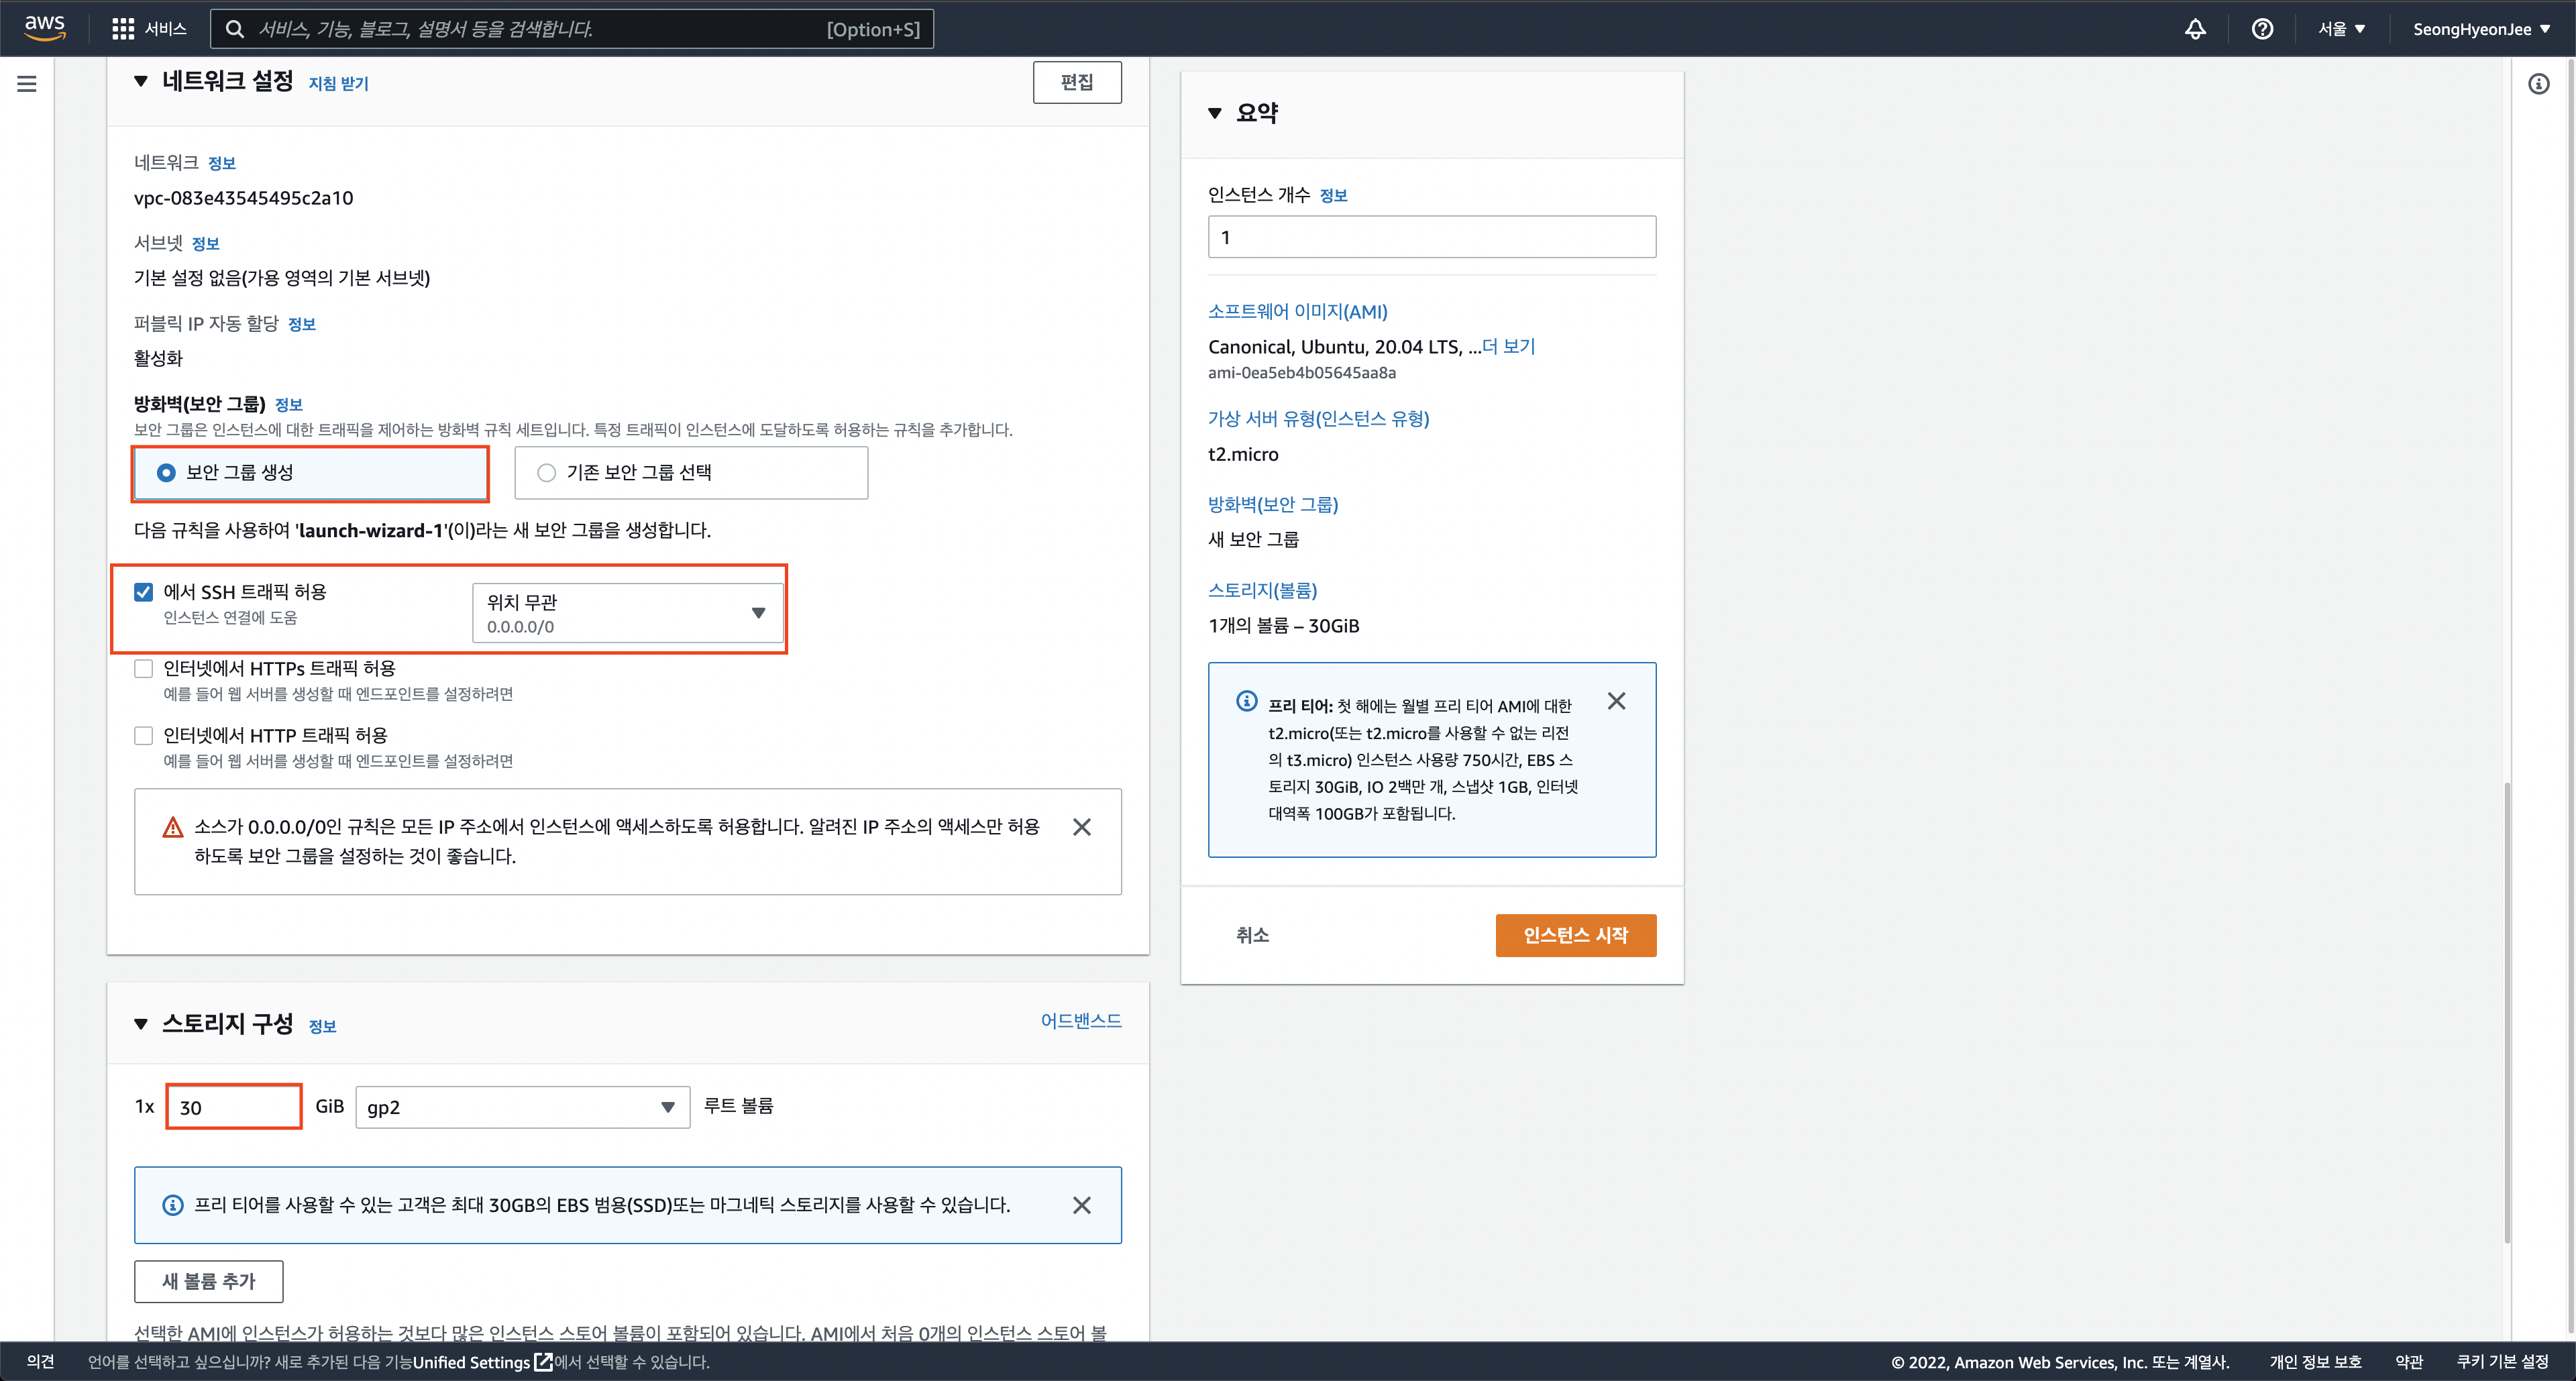 aws
서비스
서비스, 기능, 블로그, 설명서 등을 검색합니다.
[Option+S]
서울 ▼
SeongHyeonJee ▼
▼ 네트워크 설정 지침 받기
편집
네트워크 정보
vpc-083e43545495c2a10
서브넷 정보
기본 설정 없음(가용 영역의 기본 서브넷)
퍼블릭 IP 자동 할당 정보
활성화
방화벽(보안 그룹) 정보
보안 그룹은 인스턴스에 대한 트래픽을 제어하는 방화벽 규칙 세트입니다. 특정 트래픽이 인스턴스에 도달하도록 허용하는 규칙을 추가합니다.
보안 그룹 생성
기존 보안 그룹 선택
다음 규칙을 사용하여 'launch-wizard-1'(이)라는 새 보안 그룹을 생성합니다.
에서 SSH 트래픽 허용
인스턴스 연결에 도움
위치 무관
0.0.0.0/0
인터넷에서 HTTPs 트래픽 허용
예를 들어 웹 서버를 생성할 때 엔드포인트를 설정하려면
인터넷에서 HTTP 트래픽 허용
예를 들어 웹 서버를 생성할 때 엔드포인트를 설정하려면
소스가 0.0.0.0/0인 규칙은 모든 IP 주소에서 인스턴스에 액세스하도록 허용합니다. 알려진 IP 주소의 액세스만 허용
하도록 보안 그룹을 설정하는 것이 좋습니다.
▼ 스토리지 구성 정보
어드밴스드
1x 30 GiB gp2 루트 볼륨
프리 티어를 사용할 수 있는 고객은 최대 30GB의 EBS 범용(SSD)또는 마그네틱 스토리지를 사용할 수 있습니다.
새 볼륨 추가
선택한 AMI에 인스턴스가 허용하는 것보다 많은 인스턴스 스토어 볼륨이 포함되어 있습니다. AMI에서 처음 0개의 인스턴스 스토어 볼
▼ 요약
인스턴스 개수 정보
1
소프트웨어 이미지(AMI)
Canonical, Ubuntu, 20.04 LTS, ...더 보기
ami-0ea5eb4b05645aa8a
가상 서버 유형(인스턴스 유형)
t2.micro
방화벽(보안 그룹)
새 보안 그룹
스토리지(볼륨)
1개의 볼륨 – 30GiB
프리 티어: 첫 해에는 월별 프리 티어 AMI에 대한
t2.micro(또는 t2.micro를 사용할 수 없는 리전
의 t3.micro) 인스턴스 사용량 750시간, EBS 스
토리지 30GiB, IO 2백만 개, 스냅샷 1GB, 인터넷
대역폭 100GB가 포함됩니다.
취소
인스턴스 시작
의견
언어를 선택하고 싶으십니까? 새로 추가된 다음 기능Unified Settings에서 선택할 수 있습니다.
© 2022, Amazon Web Services, Inc. 또는 계열사.
개인 정보 보호
약관
쿠키 기본 설정